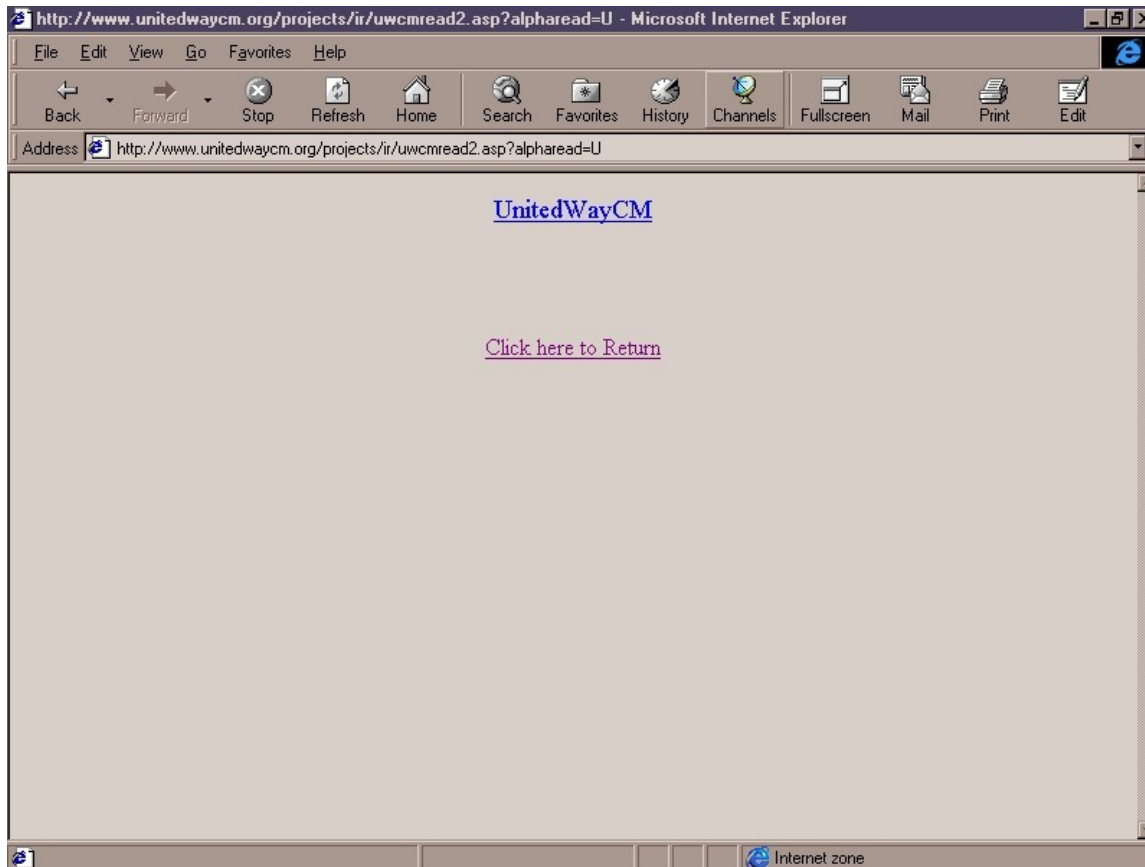 http://www.unitedwaycm.org/projects/ir/uwcmread2.asp?alpharead=U - Microsoft Internet Explorer
File Edit View Go Favorites Help
Back Forward Stop Refresh Home Search Favorites History Channels Fullscreen Mail Print Edit
Address http://www.unitedwaycm.org/projects/ir/uwcmread2.asp?alpharead=U
UnitedWayCM
Click here to Return
Internet zone